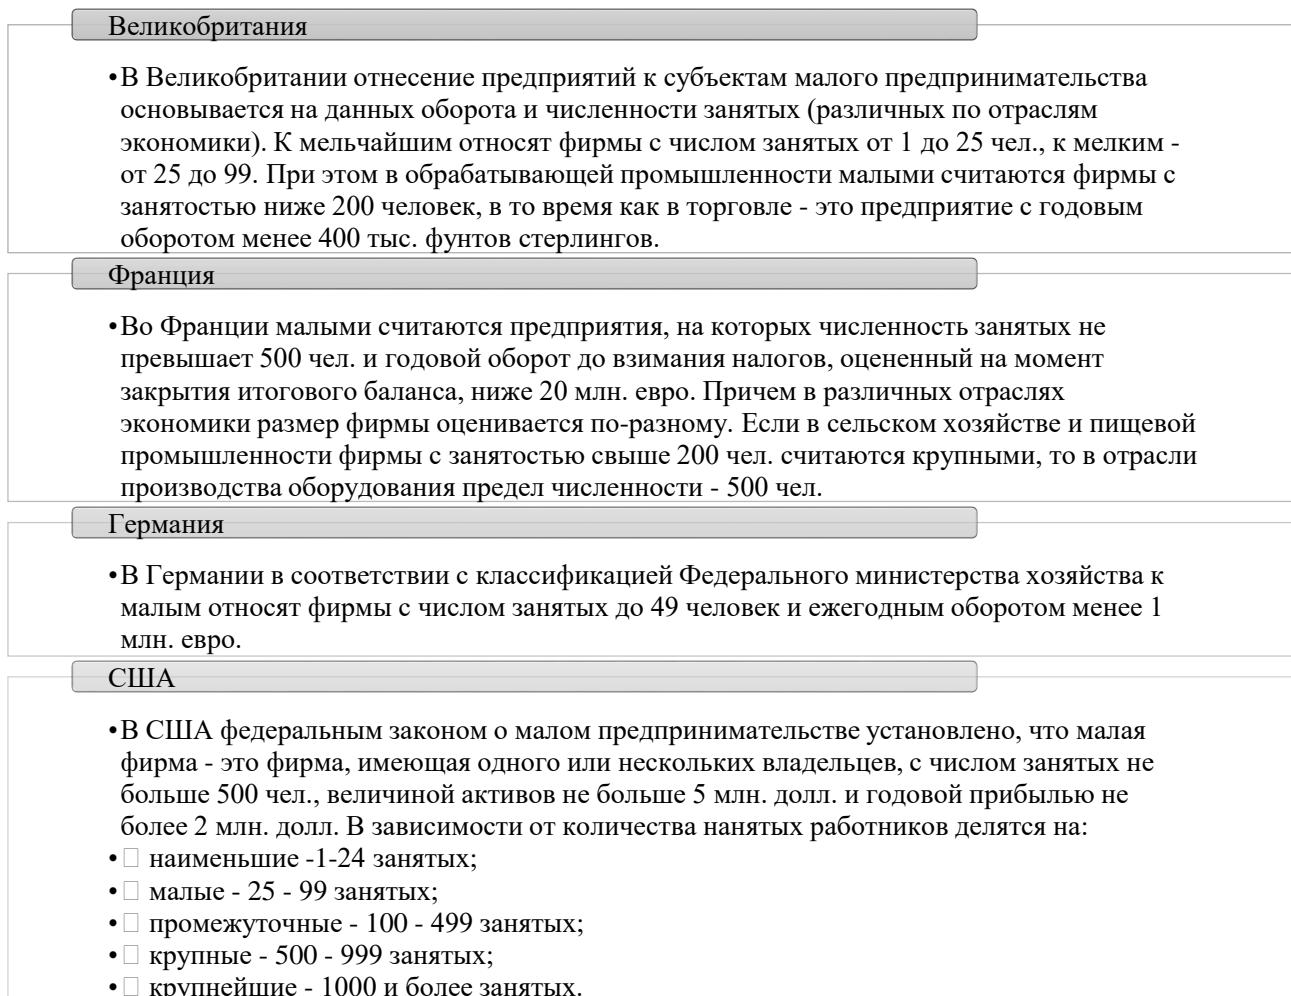 Великобритания
•В Великобритании отнесение предприятий к субъектам малого предпринимательства
основывается на данных оборота и численности занятых (различных по отраслям
экономики). К мельчайшим относят фирмы с числом занятых от 1 до 25 чел., к мелким -
от 25 до 99. При этом в обрабатывающей промышленности малыми считаются фирмы с
занятостью ниже 200 человек, в то время как в торговле - это предприятие с годовым
оборотом менее 400 тыс. фунтов стерлингов.
Франция
•Во Франции малыми считаются предприятия, на которых численность занятых не
превышает 500 чел. и годовой оборот до взимания налогов, оцененный на момент
закрытия итогового баланса, ниже 20 млн. евро. Причем в различных отраслях
экономики размер фирмы оценивается по-разному. Если в сельском хозяйстве и пищевой
промышленности фирмы с занятостью свыше 200 чел. считаются крупными, то в отрасли
производства оборудования предел численности - 500 чел.
Германия
•В Германии в соответствии с классификацией Федерального министерства хозяйства к
малым относят фирмы с числом занятых до 49 человек и ежегодным оборотом менее 1
млн. евро.
США
•В США федеральным законом о малом предпринимательстве установлено, что малая
фирма - это фирма, имеющая одного или нескольких владельцев, с числом занятых не
больше 500 чел., величиной активов не больше 5 млн. долл. и годовой прибылью не
более 2 млн. долл. В зависимости от количества нанятых работников делятся на:
• наименьшие -1-24 занятых;
• малые - 25 - 99 занятых;
• промежуточные - 100 - 499 занятых;
• крупные - 500 - 999 занятых;
• крупнейшие - 1000 и более занятых.